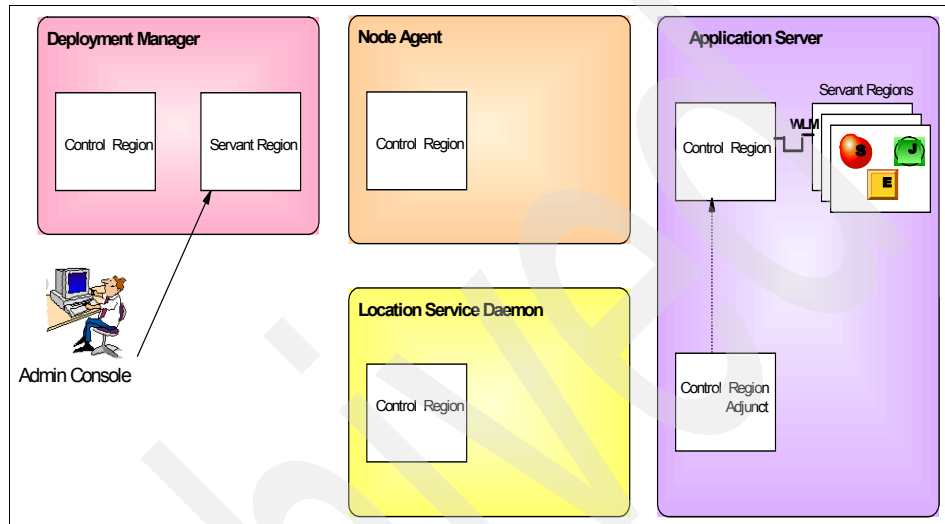 Deployment Manager
Control Region
Servant Region
Admin Console
Node Agent
Control Region
Location Service Daemon
Control Region
Application Server
Servant Regions
Control Region
WLM
S
J
E
Control Region
Adjunct